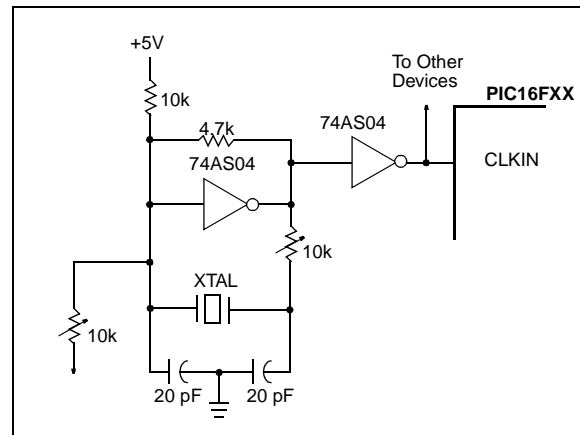 +5V
To Other
Devices
PIC16FXX
10k
4.7k
74AS04
74AS04
CLKIN
10k
XTAL
10k
20 pF
20 pF